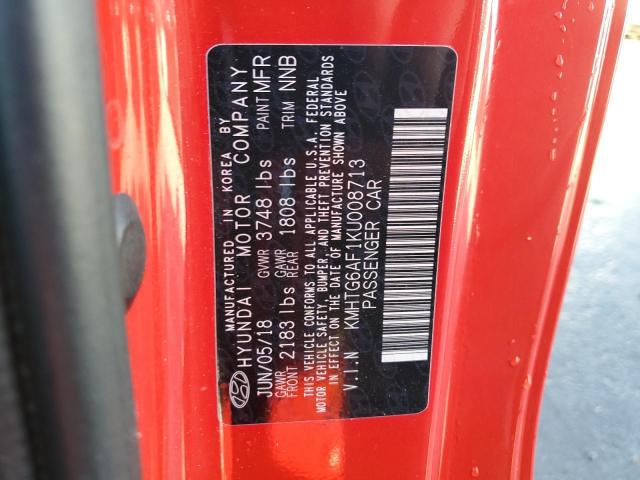 MANUFACTURED IN KOREA BY
HYUNDAI MOTOR COMPANY
JUN/05/18 GVWR 3748 lbs PAINT MFR
GAWR FRONT 2183 lbs GAWR REAR 1808 lbs TRIM NNB
THIS VEHICLE CONFORMS TO ALL APPLICABLE U.S.A. FEDERAL
MOTOR VEHICLE SAFETY, BUMPER, AND THEFT PREVENTION STANDARDS
IN EFFECT ON THE DATE OF MANUFACTURE SHOWN ABOVE
V.I.N KMHTG6AF1KU008713
PASSENGER CAR